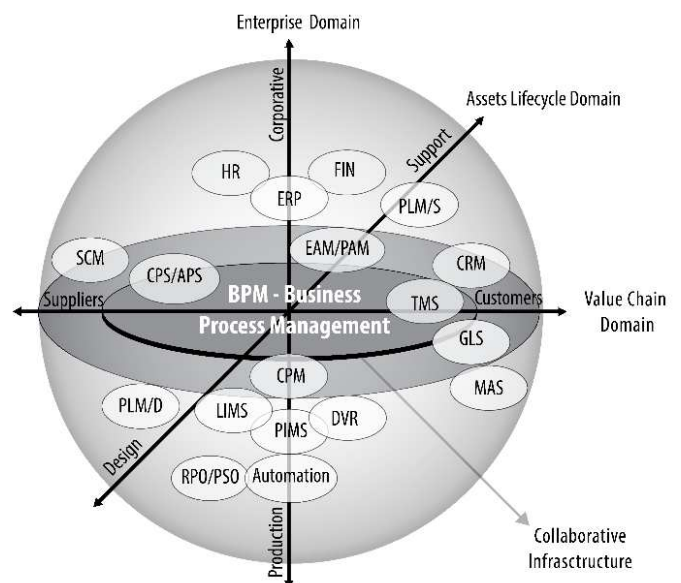 Enterprise Domain
Corporative
Assets Lifecycle Domain
Support
HR
FIN
ERP
PLM/S
SCM
EAM/PAM
CRM
CPS/APS
BPM - Business
Process Management
TMS
Suppliers
Customers
Value Chain
Domain
GLS
CPM
MAS
PLM/D
LIMS
PIMS
DVR
Design
RPO/PSO
Automation
Production
Collaborative
Infrasctructure